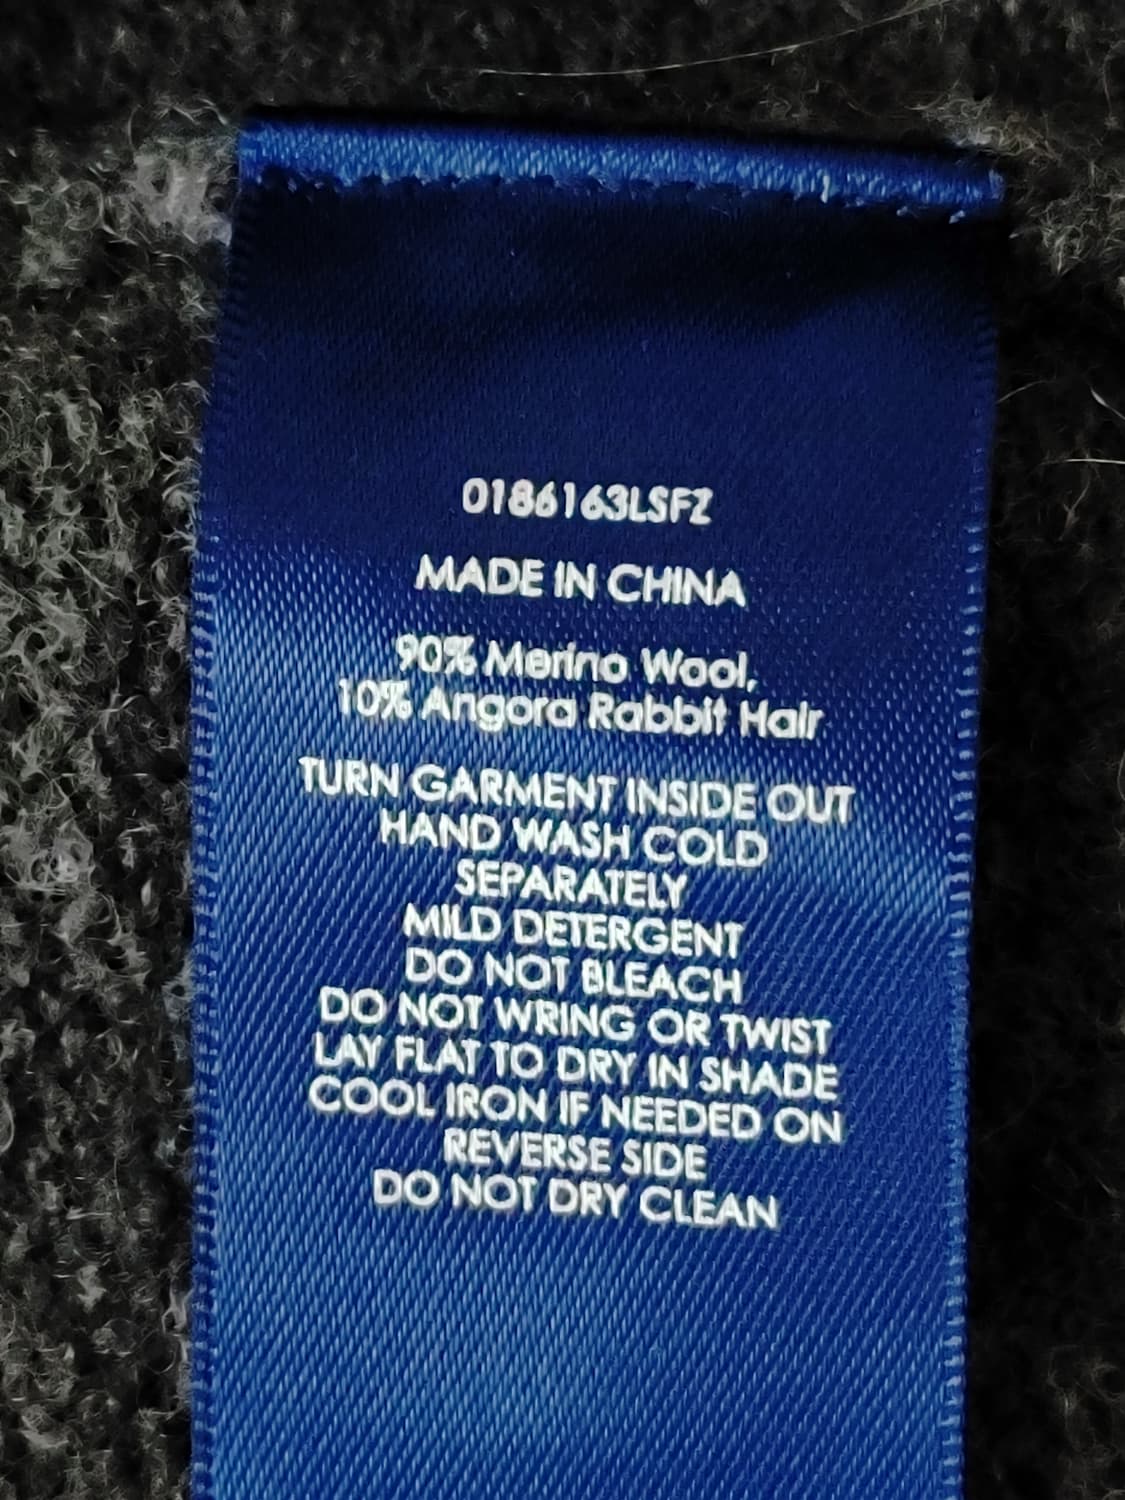 0186163LSFZ
MADE IN CHINA
90% Merino Wool,
10% Angora Rabbit Hair
TURN GARMENT INSIDE OUT
HAND WASH COLD
SEPARATELY
MILD DETERGENT
DO NOT BLEACH
DO NOT WRING OR TWIST
LAY FLAT TO DRY IN SHADE
COOL IRON IF NEEDED ON
REVERSE SIDE
DO NOT DRY CLEAN